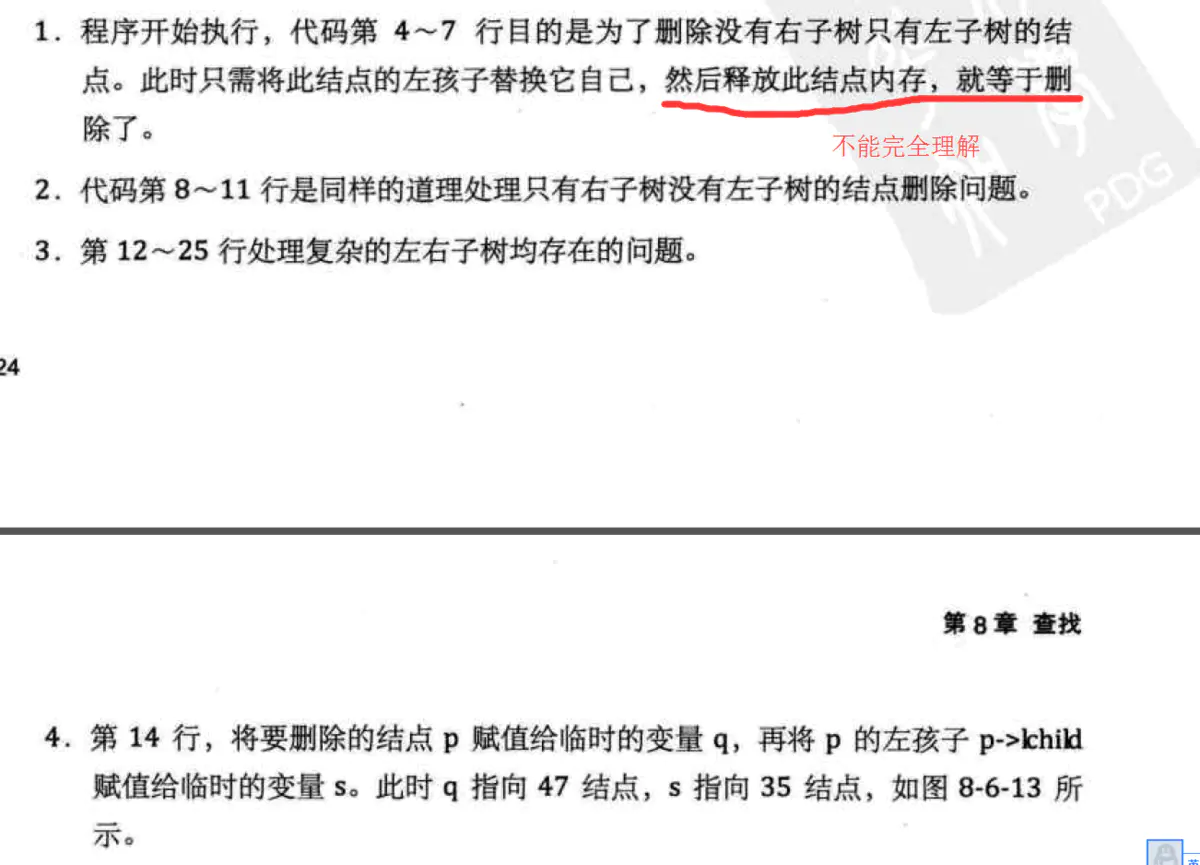 1. 程序开始执行，代码第 4～7 行目的是为了删除没有右子树只有左子树的结
点。此时只需将此结点的左孩子替换它自己，然后释放此结点内存，就等于删
除了。
不能完全理解
2. 代码第 8～11 行是同样的道理处理只有右子树没有左子树的结点删除问题。
PDG
3. 第 12～25 行处理复杂的左右子树均存在的问题。
24
第 8 章 查找
4. 第 14 行，将要删除的结点 p 赋值给临时的变量 q，再将 p 的左孩子 p->lchild
赋值给临时的变量 s。此时 q 指向 47 结点，s 指向 35 结点，如图 8-6-13 所
示。
英